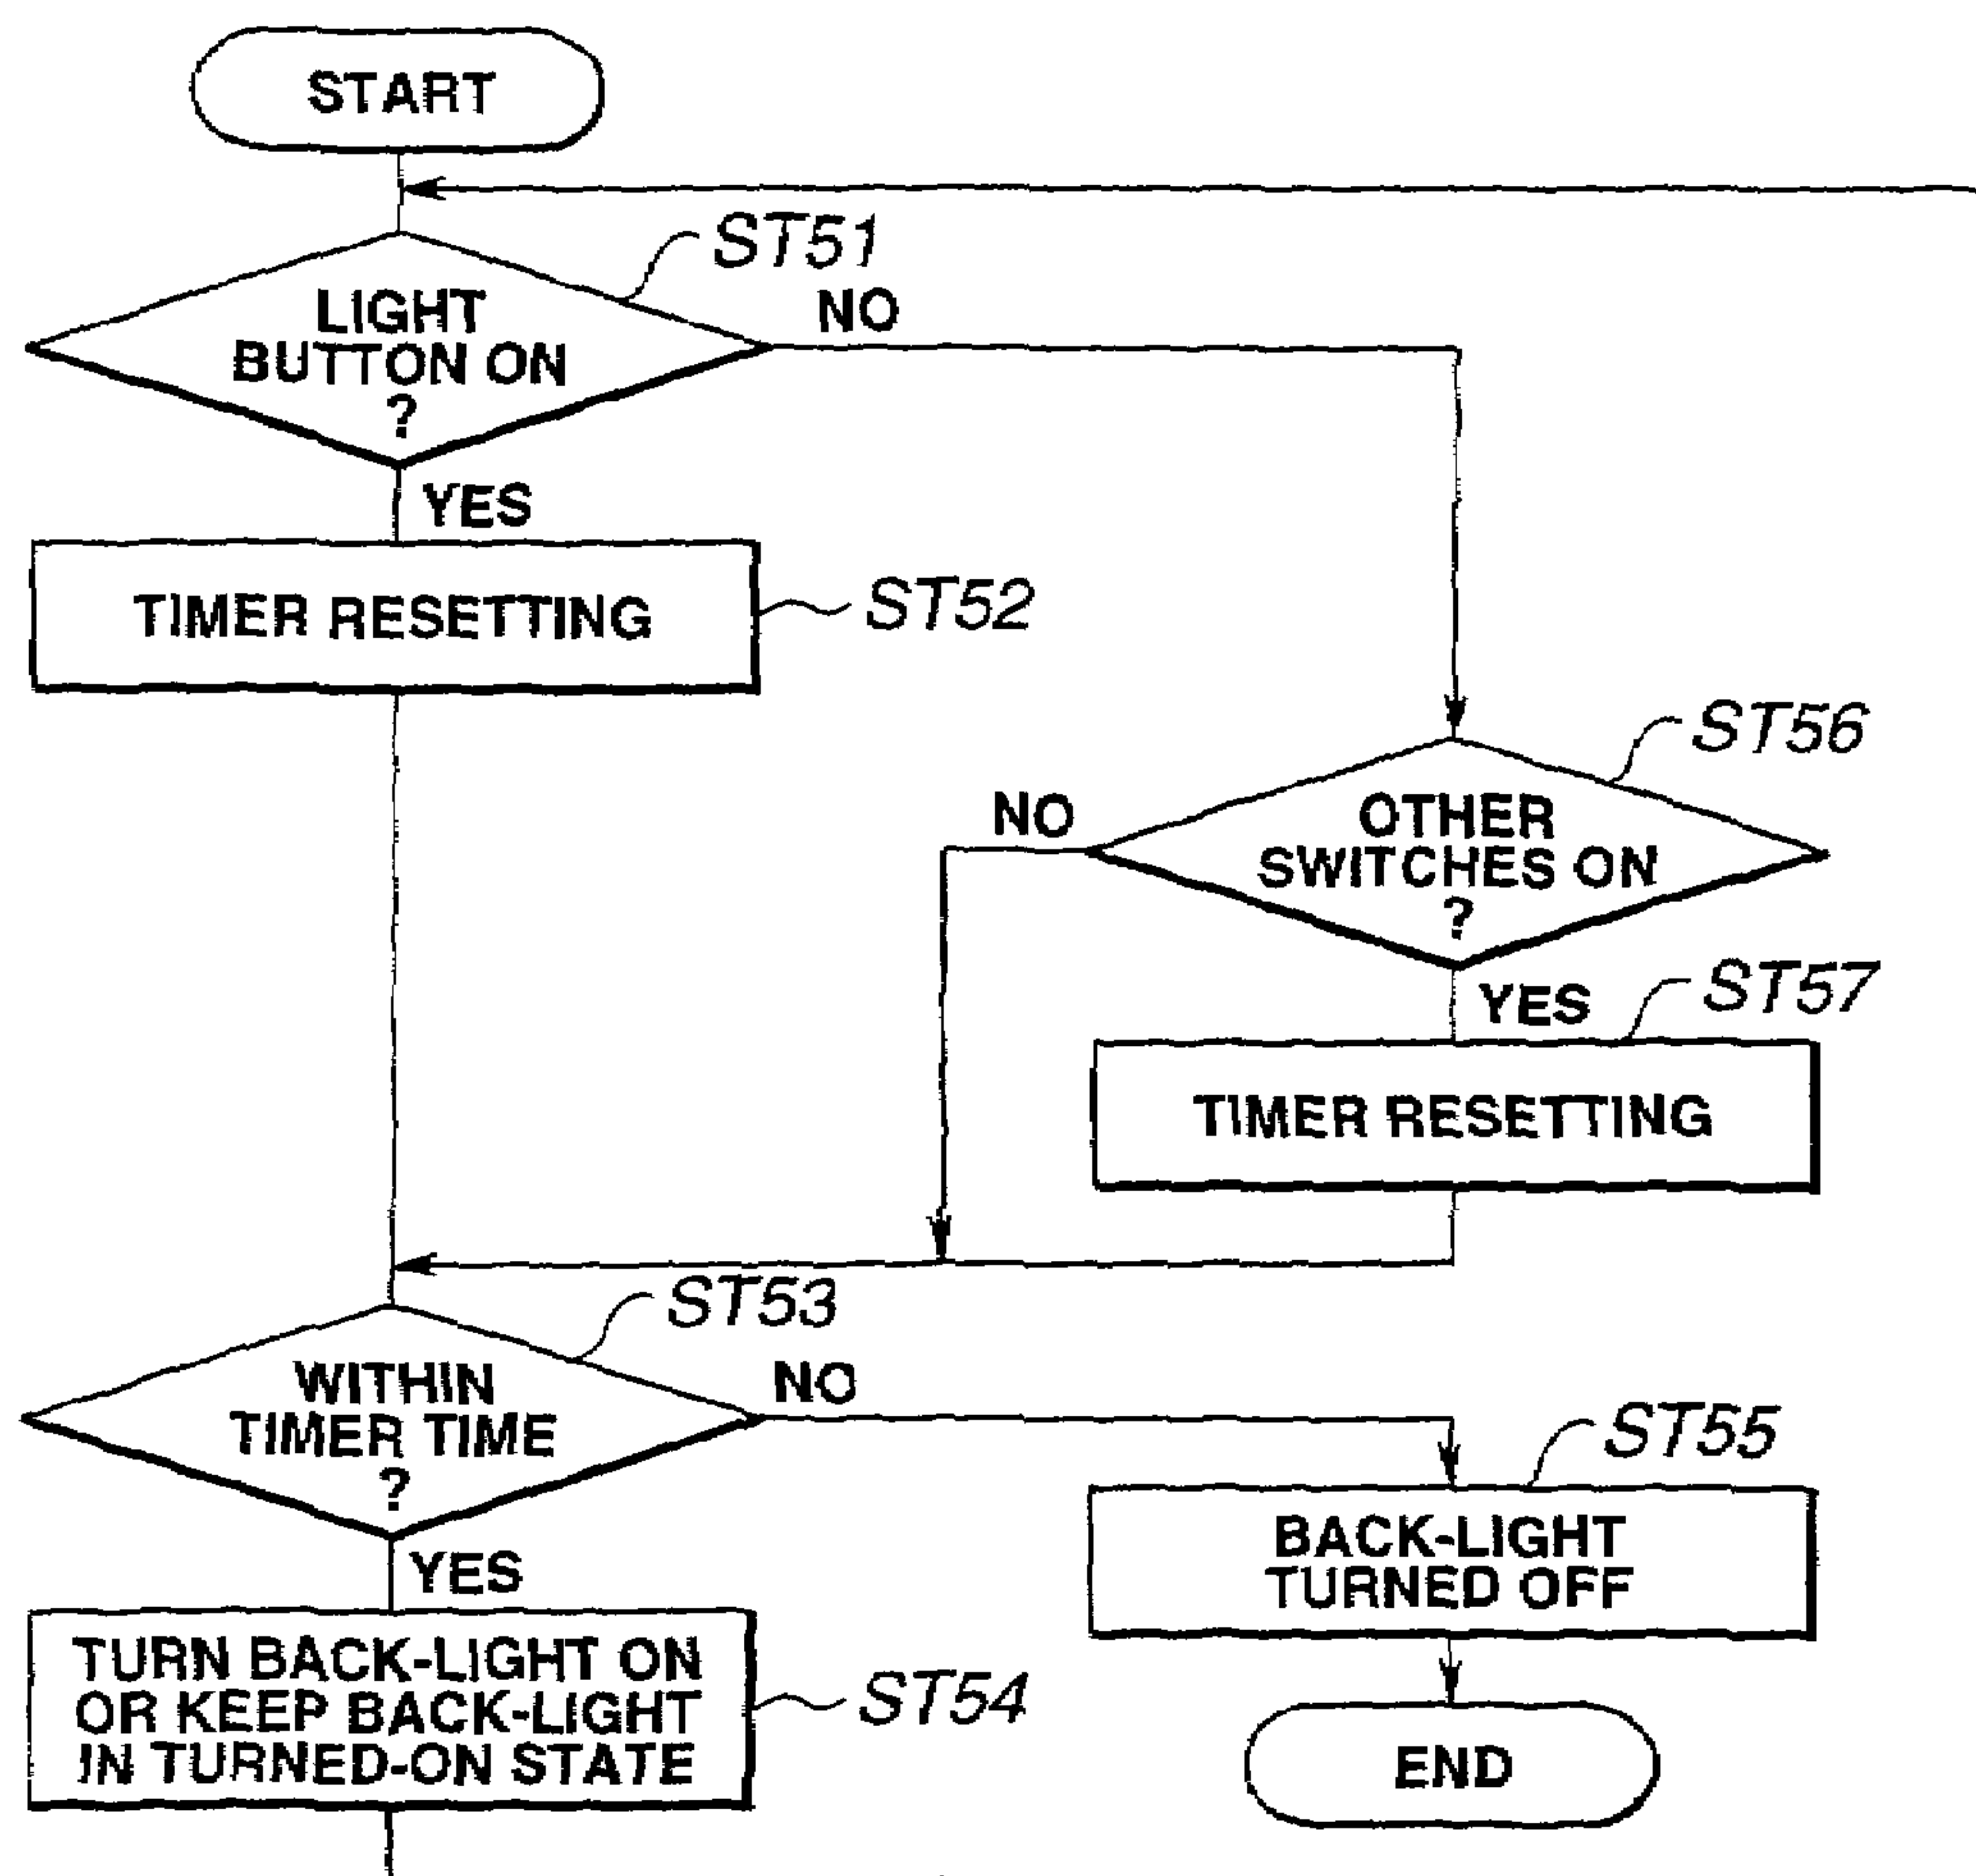 START
ST51
LIGHT
BUTTON ON
?
NO
YES
TIMER RESETTING
ST52
ST56
OTHER
SWITCHES ON
?
NO
YES
ST57
TIMER RESETTING
ST53
WITHIN
TIMER TIME
?
NO
YES
ST55
BACK-LIGHT
TURNED OFF
TURN BACK-LIGHT ON
OR KEEP BACK-LIGHT
IN TURNED-ON STATE
ST54
END